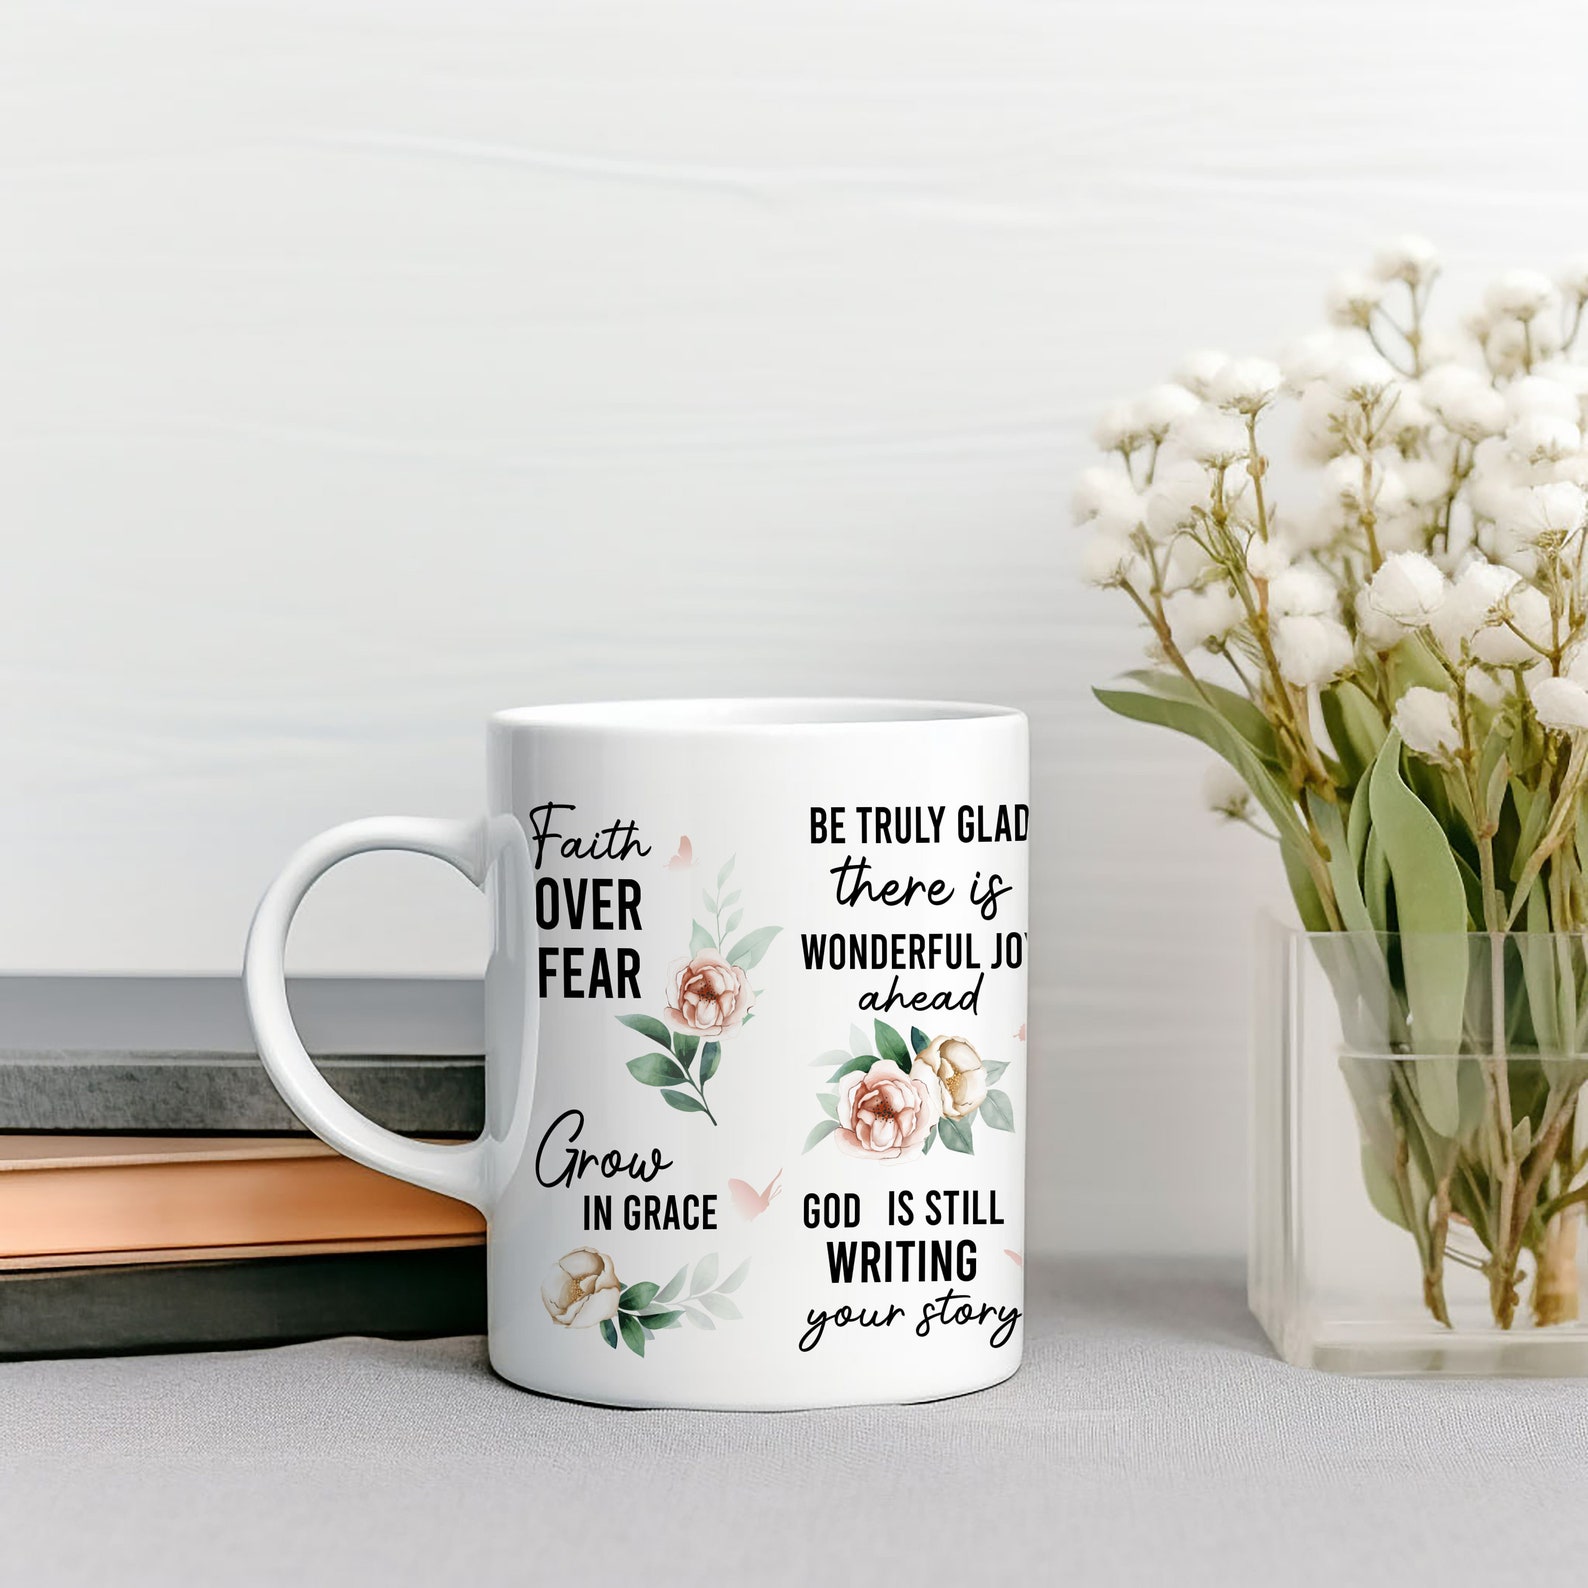 Faith
OVER
FEAR
Grow
IN GRACE
BE TRULY GLAD
there is
WONDERFUL JOY
ahead
GOD IS STILL
WRITING
your story